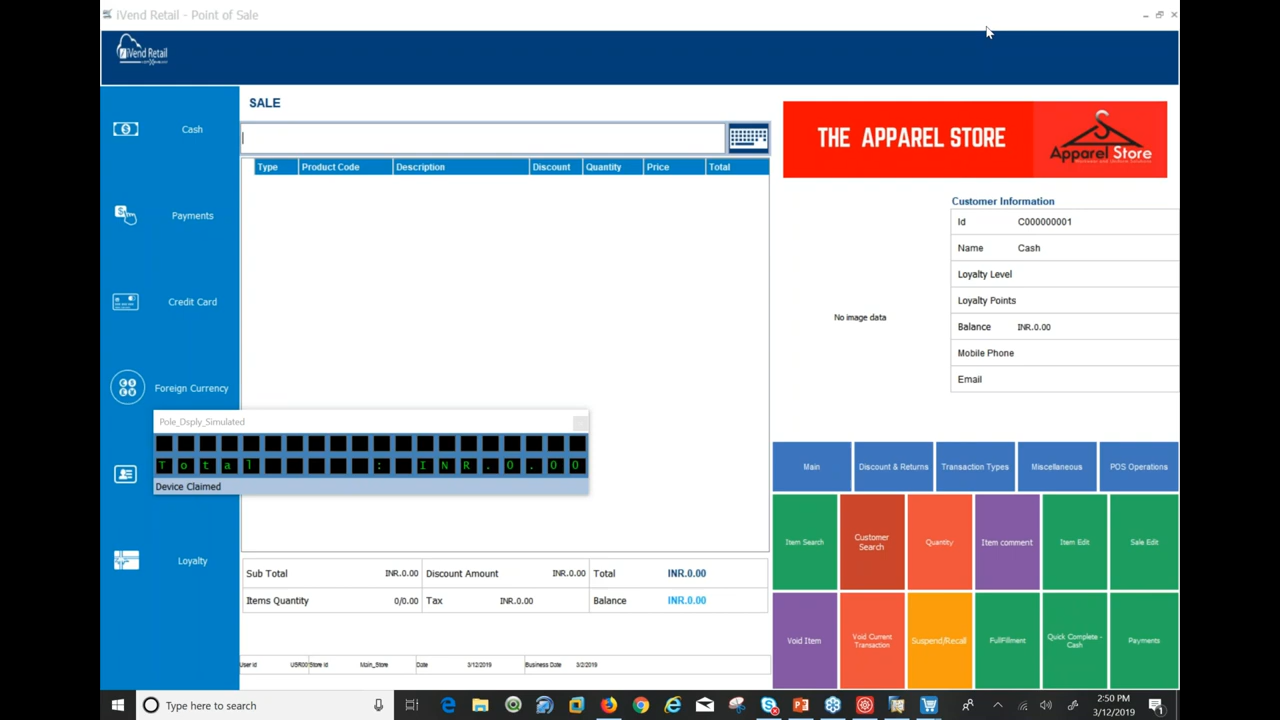 iVend Retail - Point of Sale
iVend Retail
Cash
Payments
Credit Card
Foreign Currency
Loyalty
SALE
Type Product Code Description Discount Quantity Price Total
Pole_Dsply_Simulated
Total : INR.0.00
Device Claimed
Sub Total INR.0.00 Discount Amount INR.0.00 Total INR.0.00
Items Quantity 0/0.00 Tax INR.0.00 Balance INR.0.00
User Id USR00 Store Id Main_Store Date 3/12/2019 Business Date 3/2/2019
THE APPAREL STORE
Apparel Store
Customer Information
Id C000000001
Name Cash
Loyalty Level
Loyalty Points
Balance INR.0.00
Mobile Phone
Email
No image data
Main Discount & Returns Transaction Types Miscellaneous POS Operations
Item Search
Customer Search
Quantity
Item comment
Item Edit
Sale Edit
Void Item
Void Current Transaction
Suspend/Recall
FullFillment
Quick Complete - Cash
Payments
Type here to search
2:50 PM
3/12/2019
1